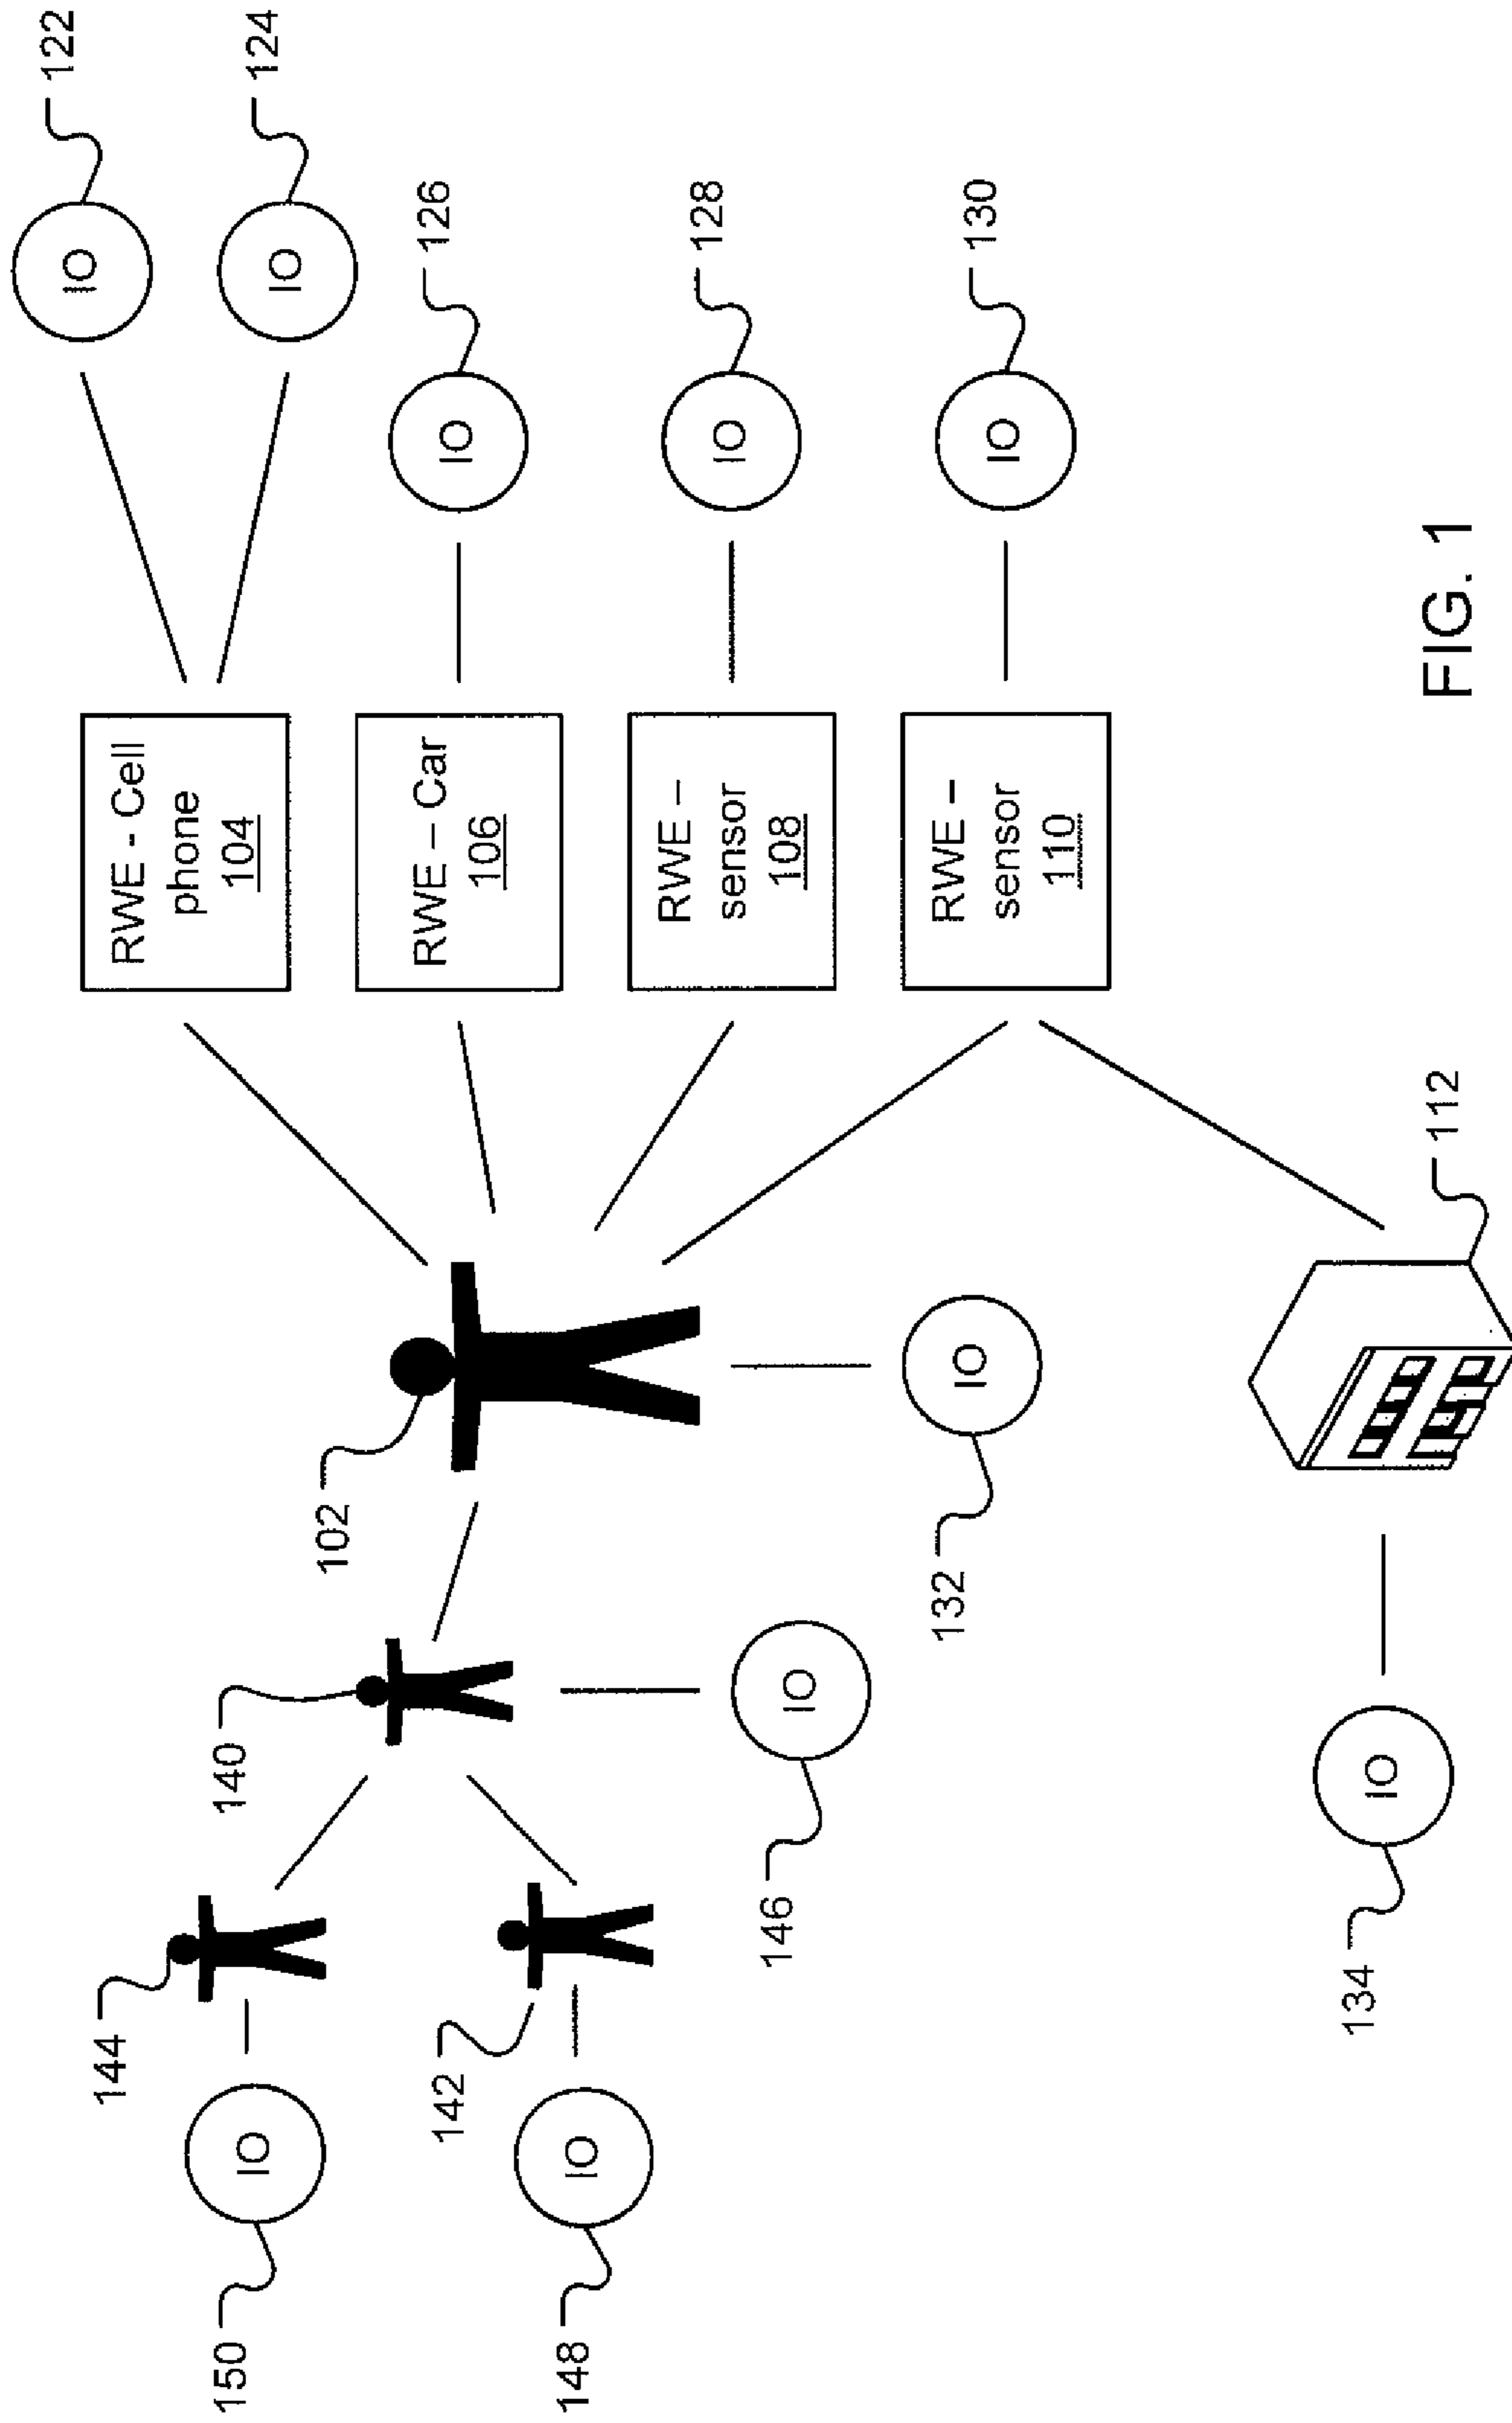 122
IO
124
IO
144
150
IO
140
102
RWE - Cell
phone
104
126
IO
RWE – Car
106
142
148
IO
146
IO
RWE –
sensor
108
128
IO
132
IO
RWE –
sensor
110
130
IO
134
IO
112
FIG. 1